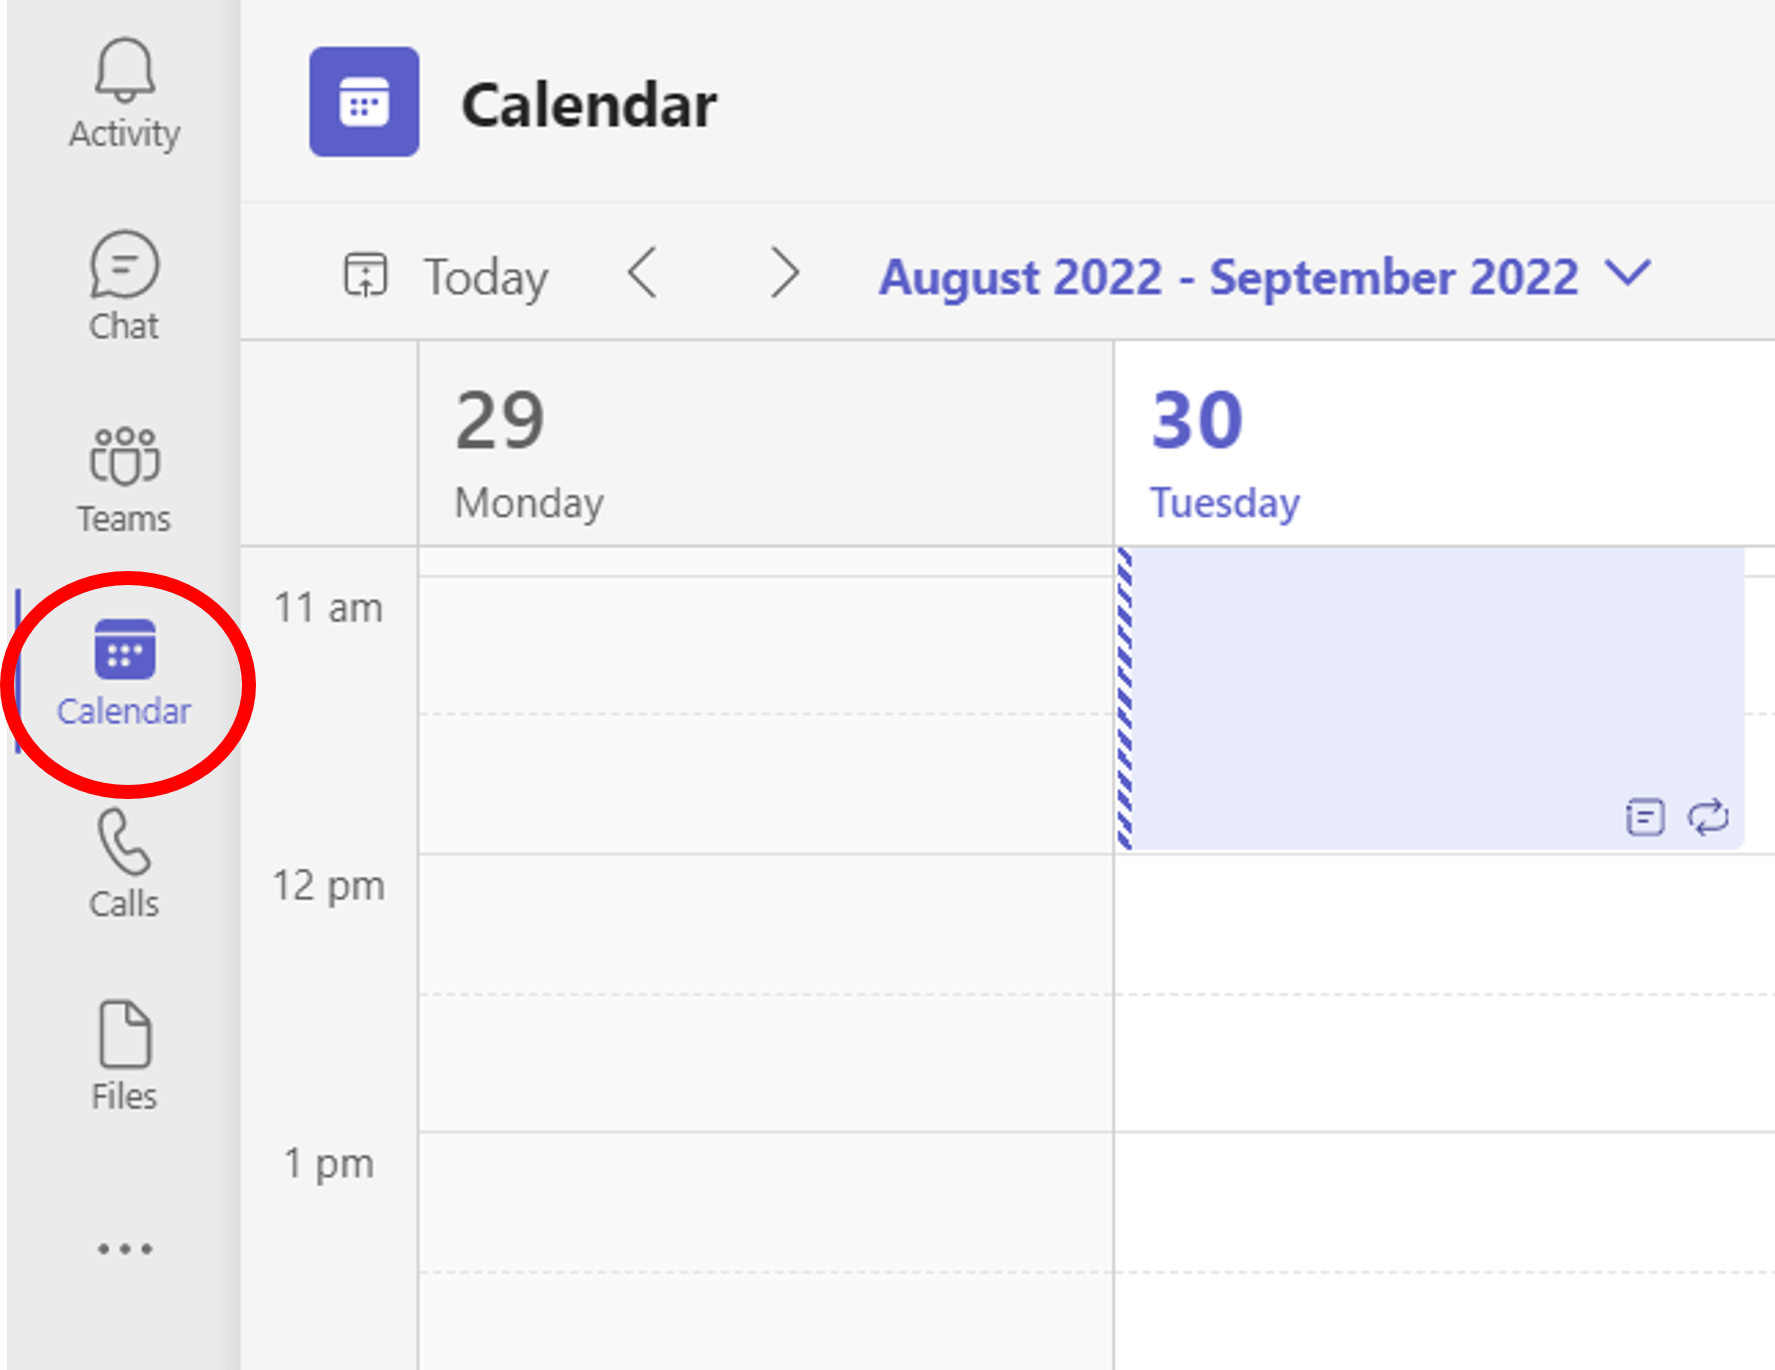 Activity
Chat
Teams
Calendar
Calls
Files
Calendar
Today
August 2022 - September 2022
29
Monday
30
Tuesday
11 am
12 pm
1 pm